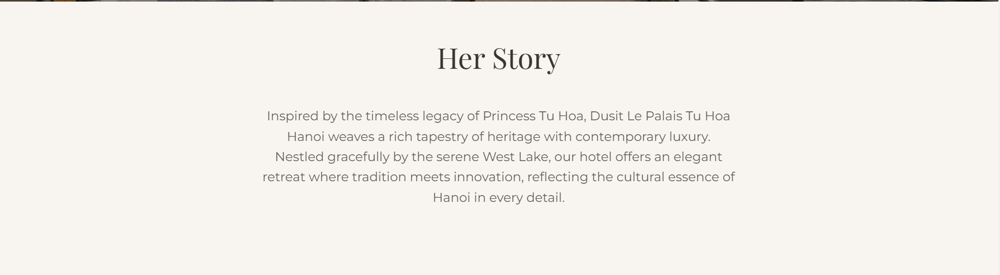 Her Story
Inspired by the timeless legacy of Princess Tu Hoa, Dusit Le Palais Tu Hoa
Hanoi weaves a rich tapestry of heritage with contemporary luxury.
Nestled gracefully by the serene West Lake, our hotel offers an elegant
retreat where tradition meets innovation, reflecting the cultural essence of
Hanoi in every detail.